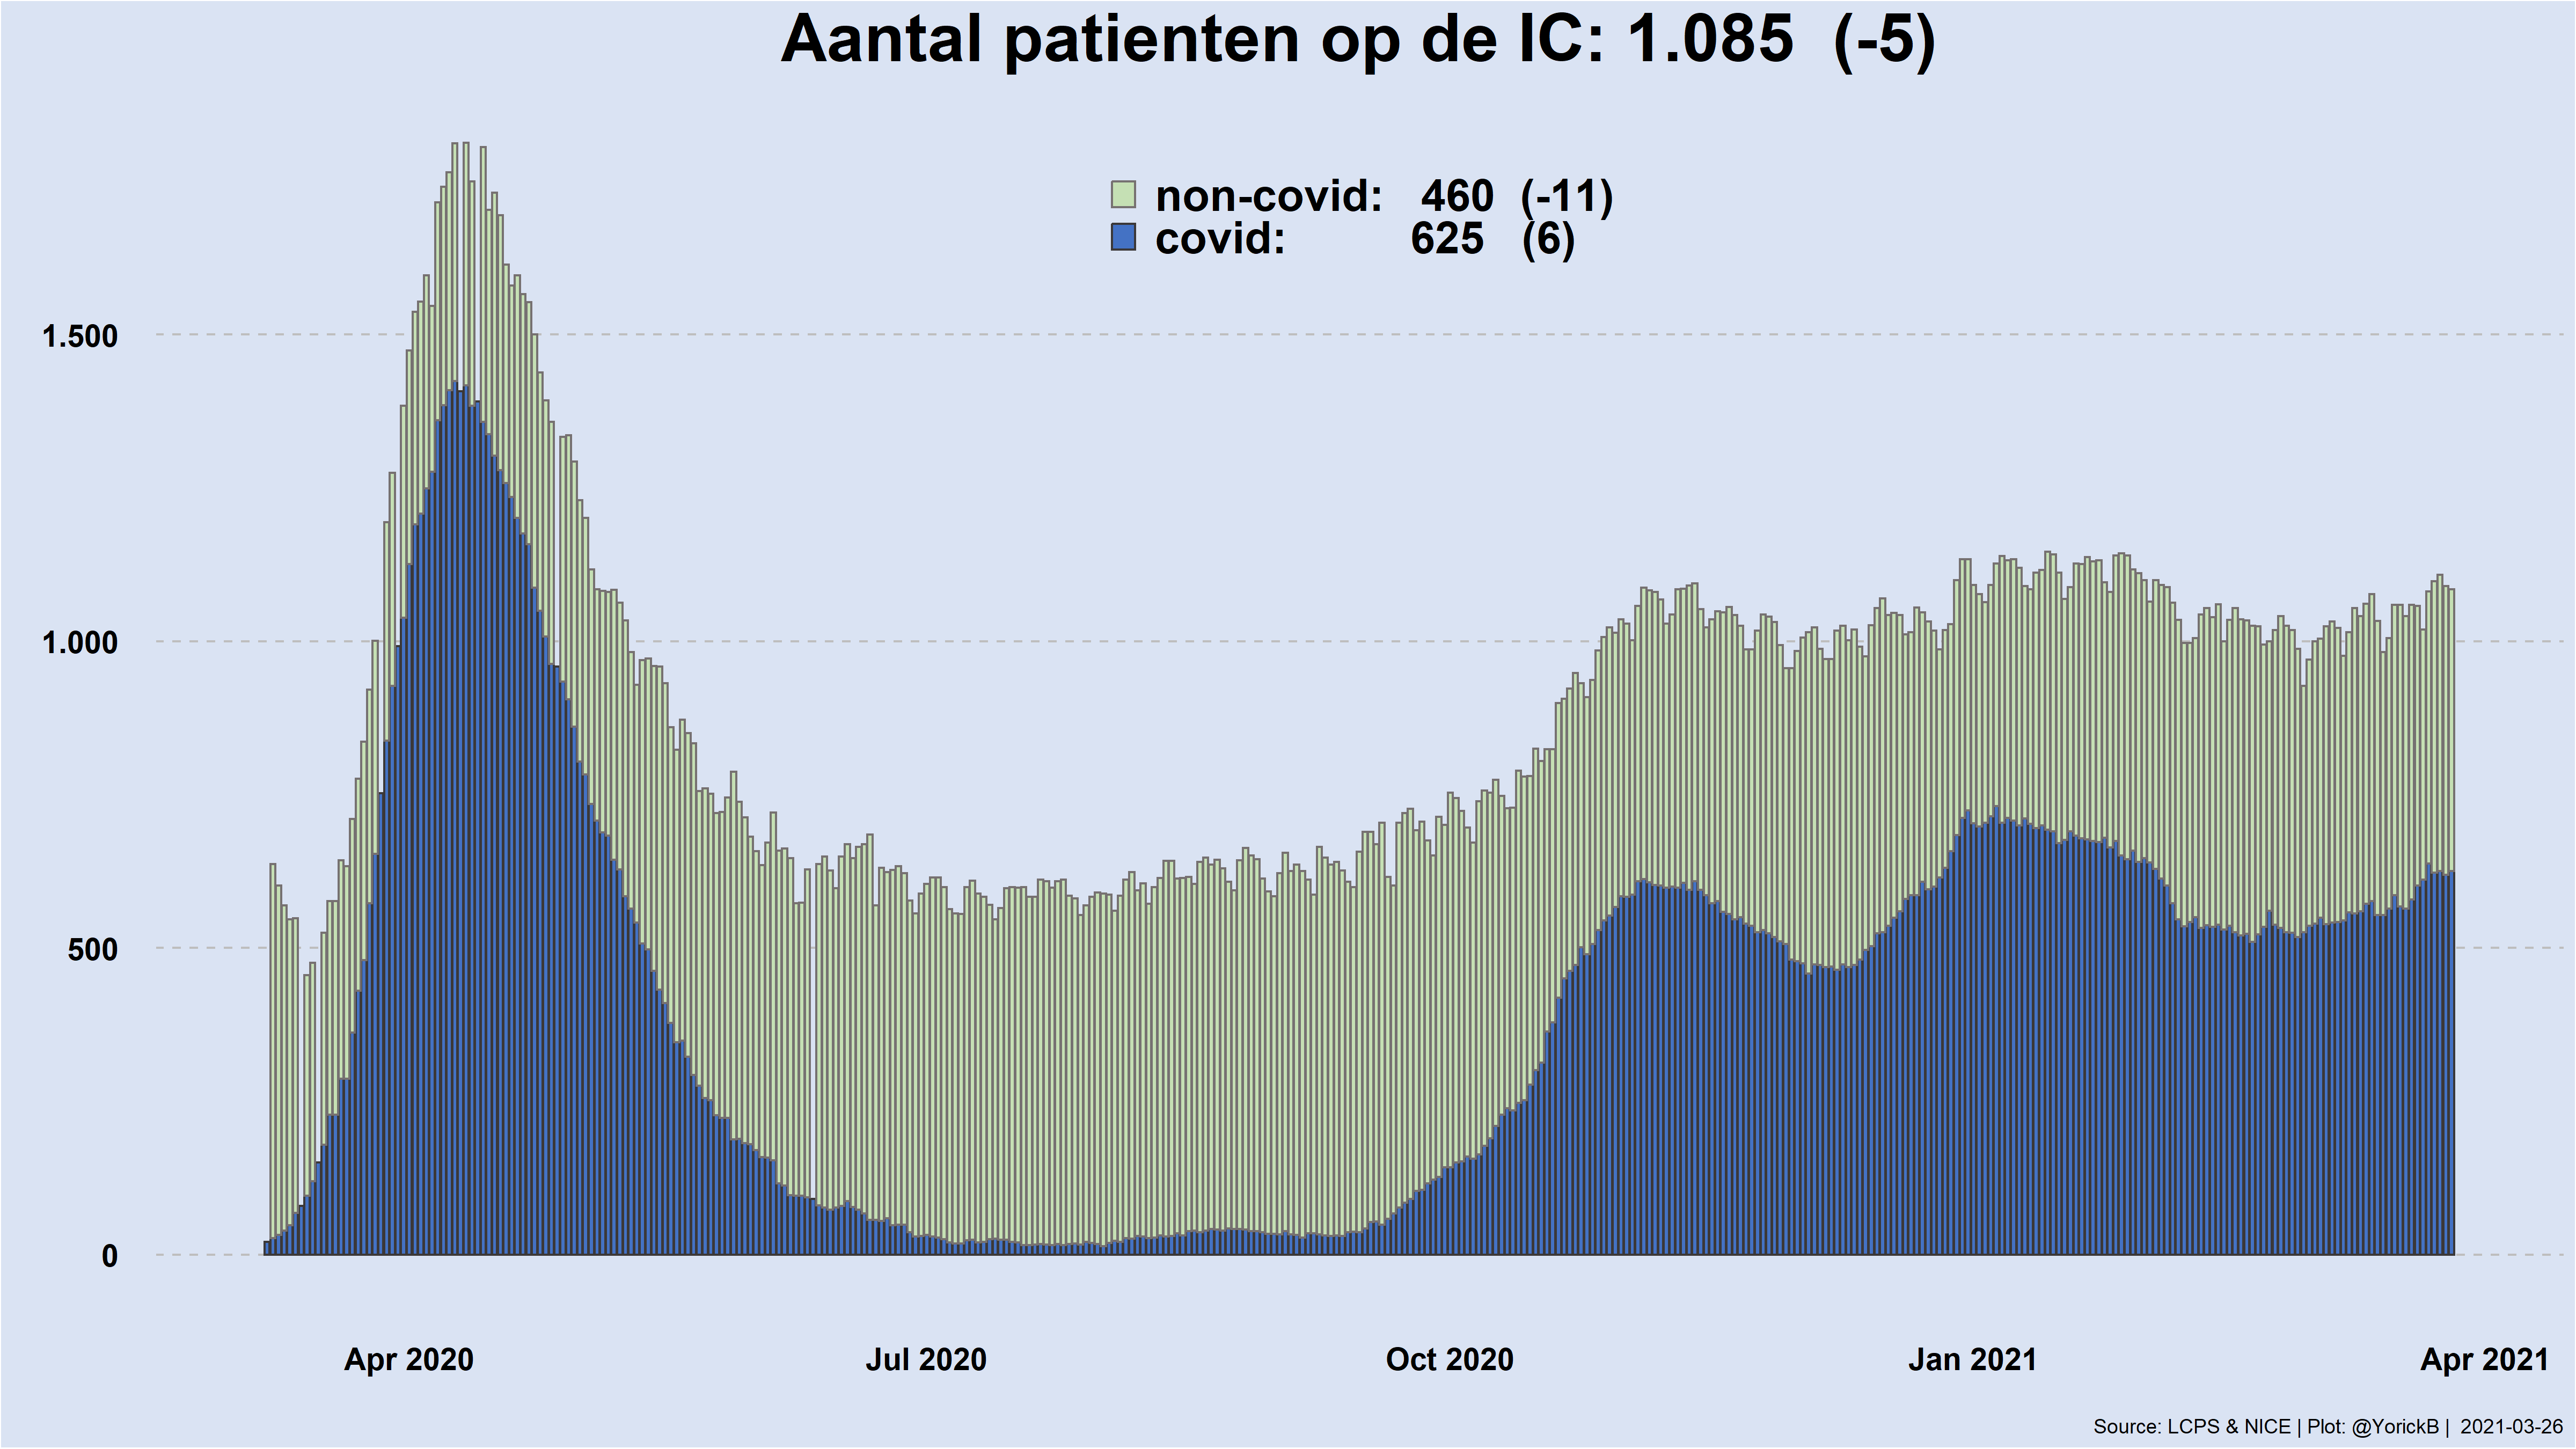 Aantal patienten op de IC: 1.085 (-5)
non-covid: 460 (-11)
covid: 625 (6)
1.500
1.000
500
0
Apr 2020 Jul 2020 Oct 2020 Jan 2021 Apr 2021
Source: LCPS & NICE | Plot: @YorickB | 2021-03-26